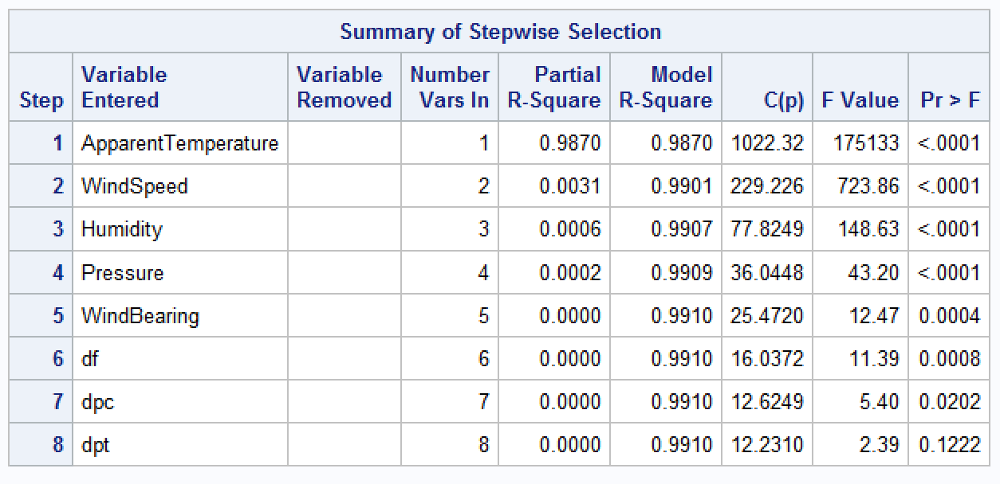 Summary of Stepwise Selection
Step Variable Entered Variable Removed Number Vars In Partial R-Square Model R-Square C(p) F Value Pr > F
1 ApparentTemperature 1 0.9870 0.9870 1022.32 175133 <.0001
2 WindSpeed 2 0.0031 0.9901 229.226 723.86 <.0001
3 Humidity 3 0.0006 0.9907 77.8249 148.63 <.0001
4 Pressure 4 0.0002 0.9909 36.0448 43.20 <.0001
5 WindBearing 5 0.0000 0.9910 25.4720 12.47 0.0004
6 df 6 0.0000 0.9910 16.0372 11.39 0.0008
7 dpc 7 0.0000 0.9910 12.6249 5.40 0.0202
8 dpt 8 0.0000 0.9910 12.2310 2.39 0.1222